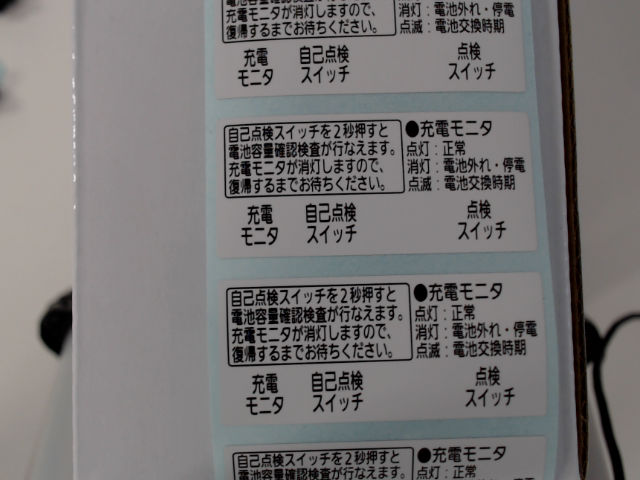 電池容量確認検査が行なえます。
充電モニタが消灯しますので、
復帰するまでお待ちください。
消灯：電池外れ・停電
点滅：電池交換時期
充電
モニタ
自己点検
スイッチ
点検
スイッチ
自己点検スイッチを2秒押すと
電池容量確認検査が行なえます。
充電モニタが消灯しますので、
復帰するまでお待ちください。
●充電モニタ
点灯：正常
消灯：電池外れ・停電
点滅：電池交換時期
充電
モニタ
自己点検
スイッチ
点検
スイッチ
自己点検スイッチを2秒押すと
電池容量確認検査が行なえます。
充電モニタが消灯しますので、
復帰するまでお待ちください。
●充電モニタ
点灯：正常
消灯：電池外れ・停電
点滅：電池交換時期
充電
モニタ
自己点検
スイッチ
点検
スイッチ
自己点検スイッチを2秒押すと
電池容量確認検査が行なえます。
●充電モニタ
点灯：正常